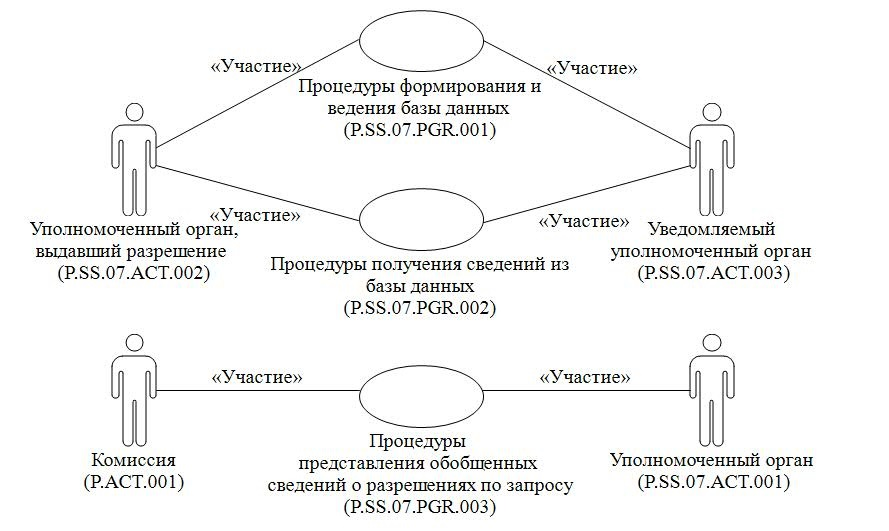 «Участие»
«Участие»
Процедуры формирования и
ведения базы данных
(P.SS.07.PGR.001)
«Участие»
«Участие»
Уполномоченный орган,
выдавший разрешение
(P.SS.07.ACT.002)
Процедуры получения сведений из
базы данных
(P.SS.07.PGR.002)
Уведомляемый
уполномоченный орган
(P.SS.07.ACT.003)
«Участие»
«Участие»
Комиссия
(P.ACT.001)
Процедуры
представления обобщенных
сведений о разрешениях по запросу
(P.SS.07.PGR.003)
Уполномоченный орган
(P.SS.07.ACT.001)